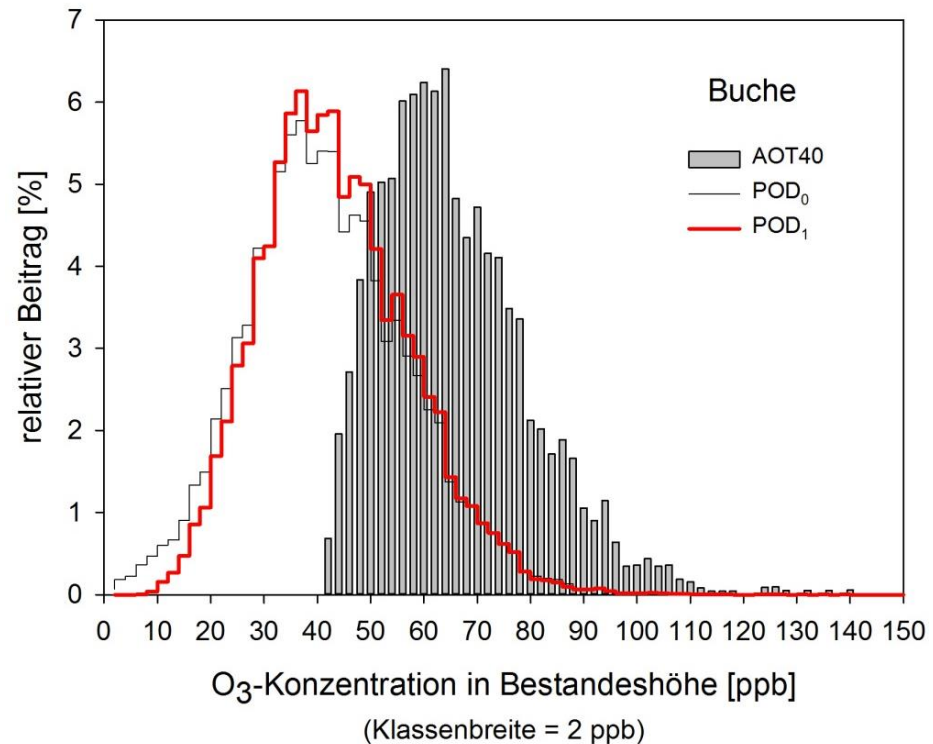 7
6
5
4
3
2
1
0
relativer Beitrag [%]
Buche
AOT40
POD₀
POD₁
0 10 20 30 40 50 60 70 80 90 100 110 120 130 140 150
O₃-Konzentration in Bestandeshöhe [ppb]
(Klassenbreite = 2 ppb)